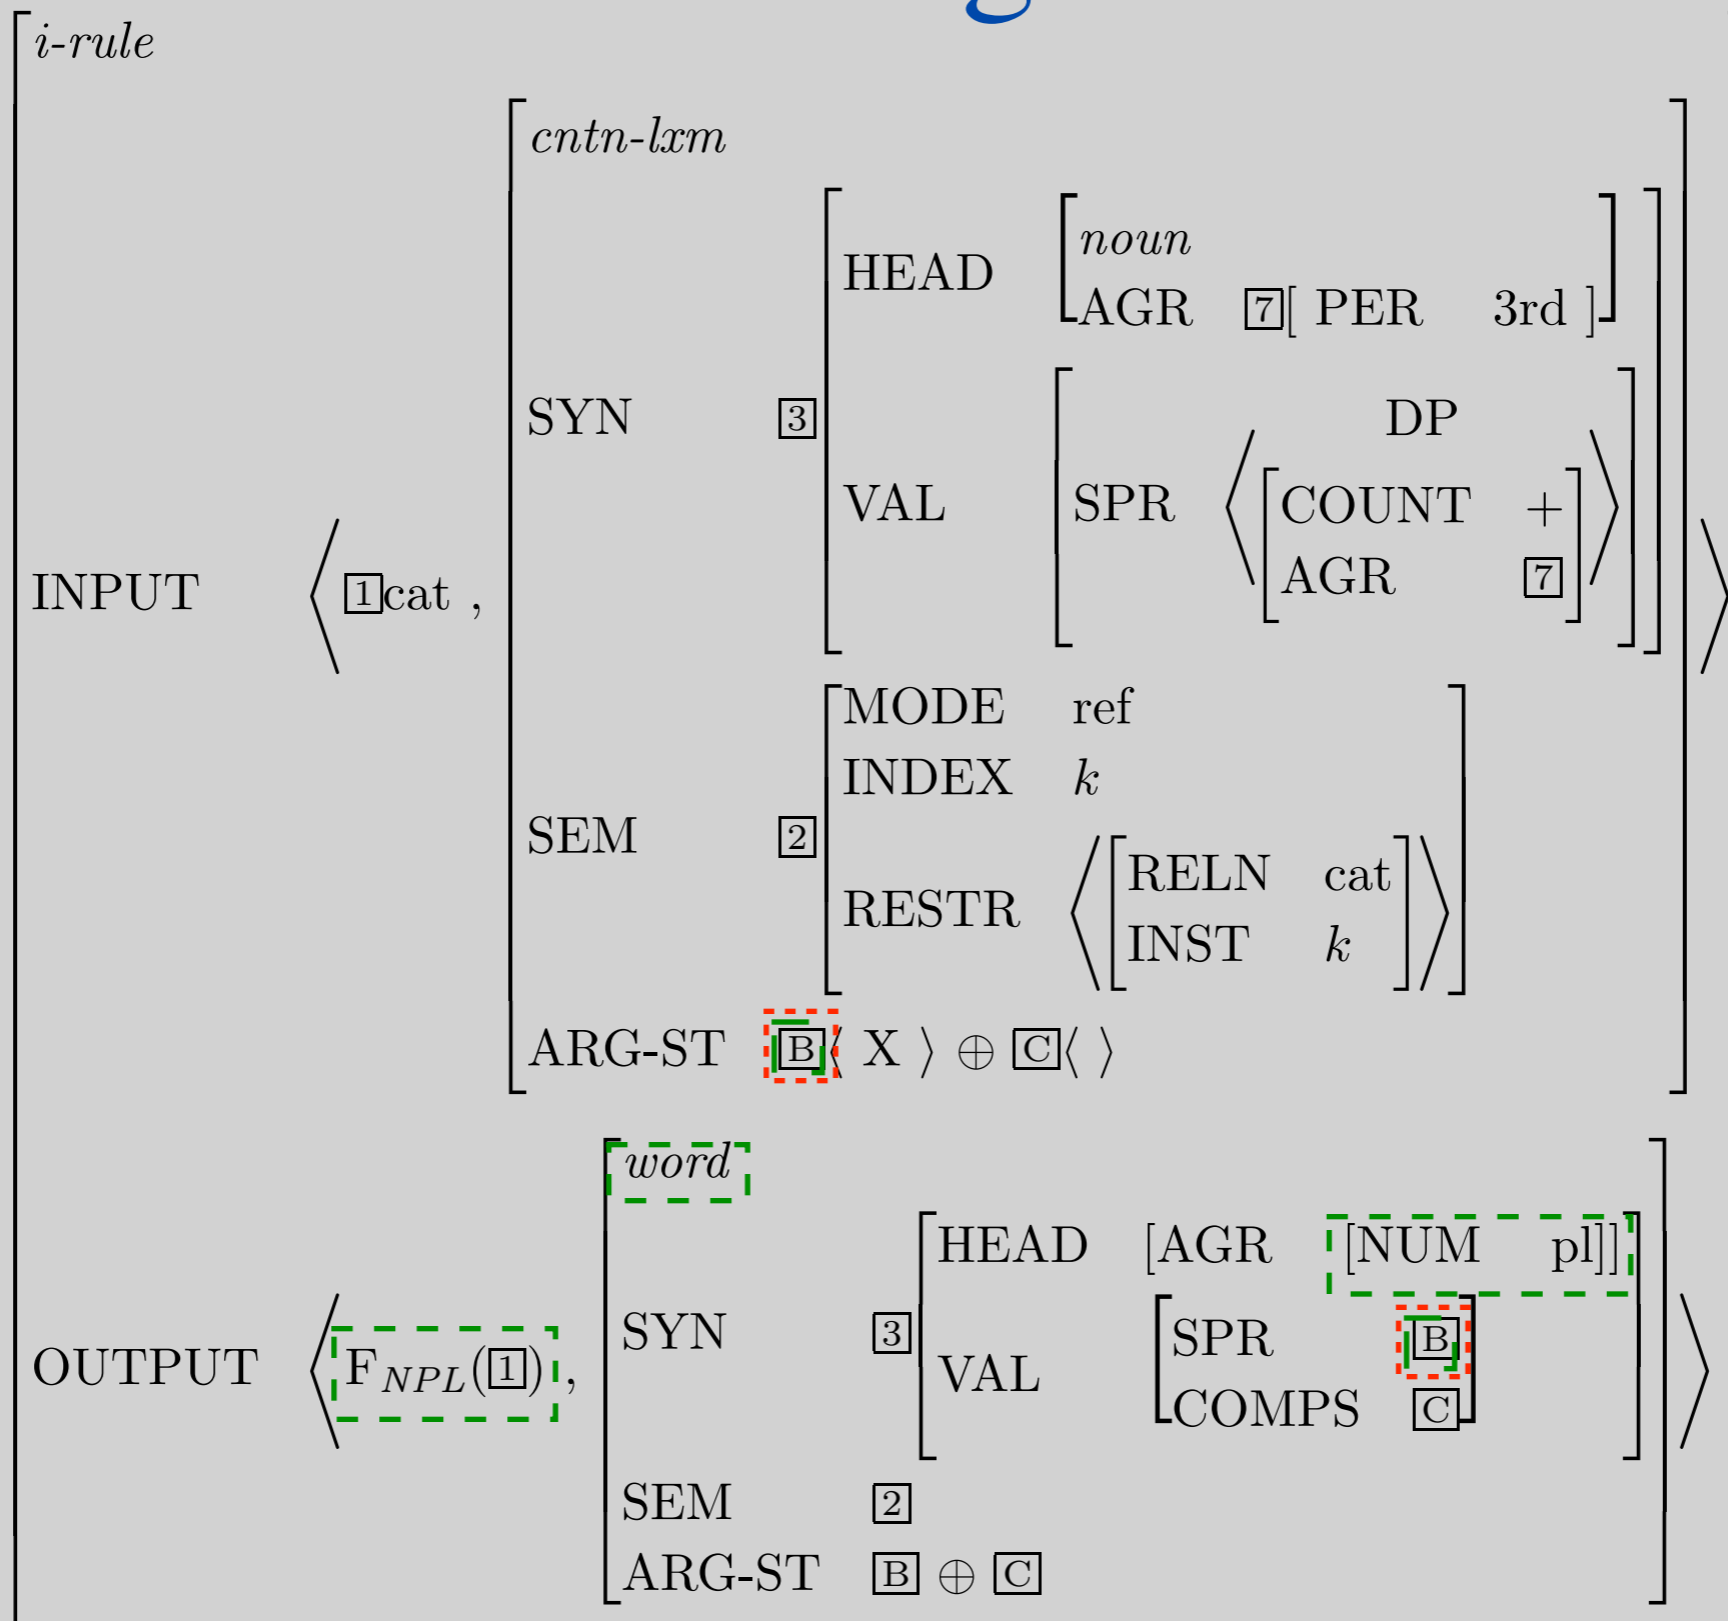 g
i-rule
cntn-lxm
noun
HEAD
AGR 7[ PER 3rd ]
SYN 3
DP
VAL SPR ⟨ COUNT +
AGR 7 ⟩
INPUT ⟨ 1cat ,
MODE ref
INDEX k
SEM 2
RESTR ⟨ RELN cat
INST k ⟩
ARG-ST B⟨ X ⟩ ⊕ C⟨ ⟩
word
HEAD [AGR [NUM pl]]
SYN 3
SPR B
VAL
COMPS C
OUTPUT ⟨ F_NPL(1) ,
SEM 2
ARG-ST B ⊕ C